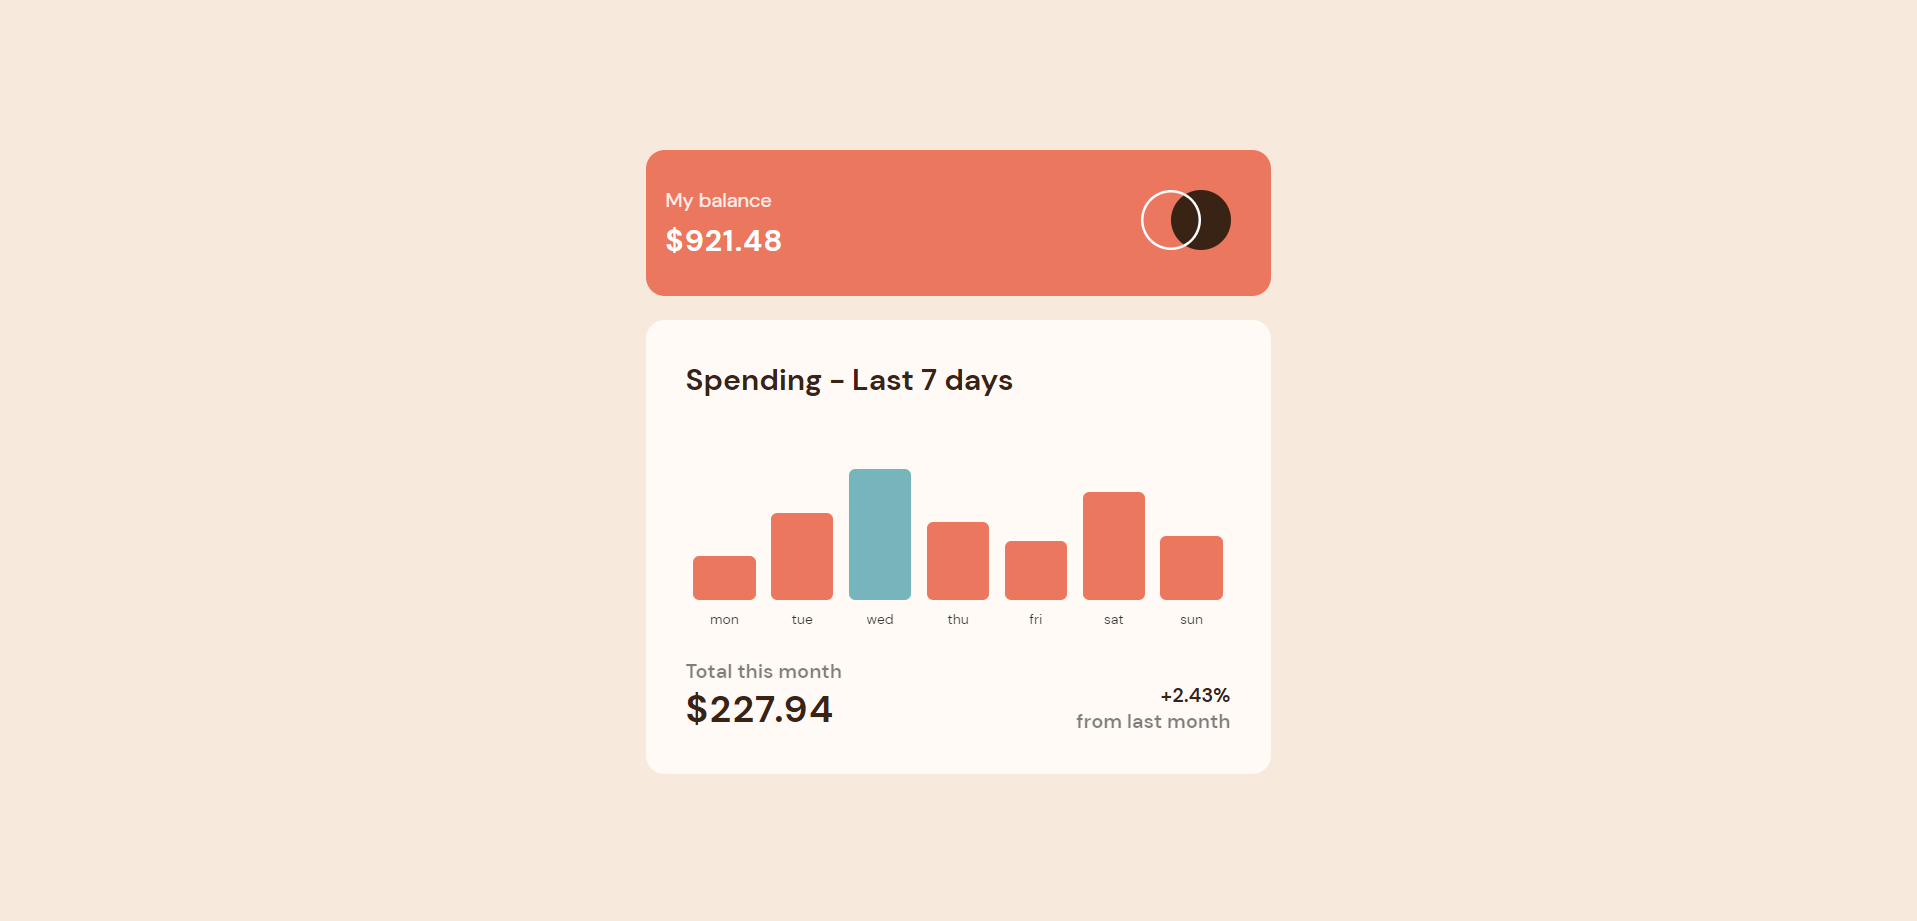 My balance
$921.48
Spending - Last 7 days
mon tue wed thu fri sat sun
Total this month
$227.94
+2.43%
from last month